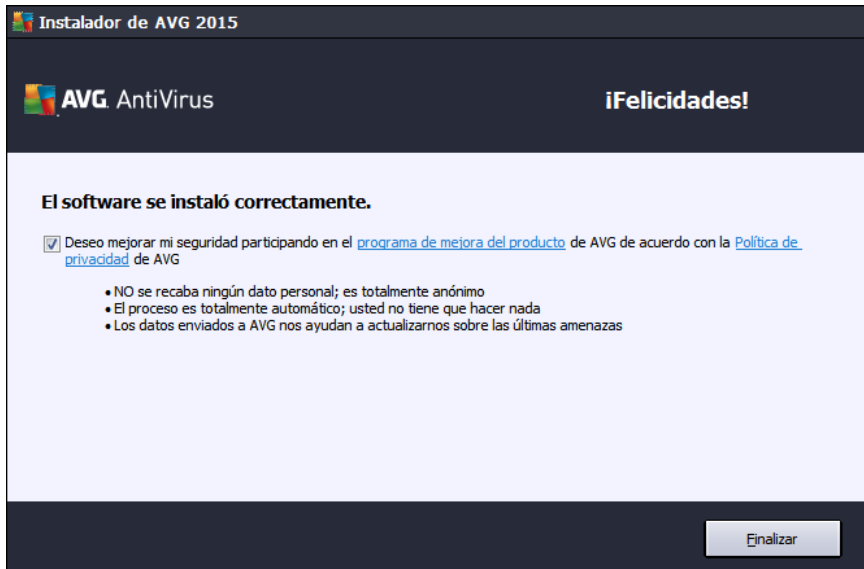 Instalador de AVG 2015
AVG. AntiVirus
¡Felicidades!
El software se instaló correctamente.
Deseo mejorar mi seguridad participando en el programa de mejora del producto de AVG de acuerdo con la Política de
privacidad de AVG
• NO se recaba ningún dato personal; es totalmente anónimo
• El proceso es totalmente automático; usted no tiene que hacer nada
• Los datos enviados a AVG nos ayudan a actualizarnos sobre las últimas amenazas
Finalizar